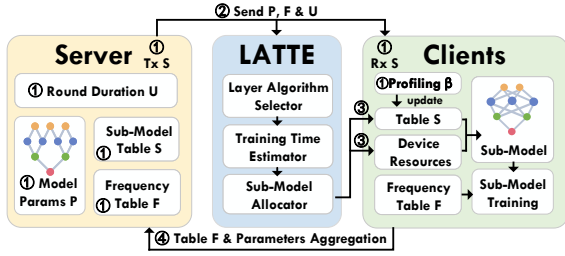 ② Send P, F & U
Server
① Tx S
① Round Duration U
① Model Params P
Sub-Model Table S ①
Frequency Table F ①
LATTE
Layer Algorithm
Selector
Training Time
Estimator
Sub-Model
Allocator
① Rx S
Clients
① Profiling β
update
③
Table S
③
Device
Resources
Frequency
Table F
Sub-Model
Sub-Model
Training
④ Table F & Parameters Aggregation